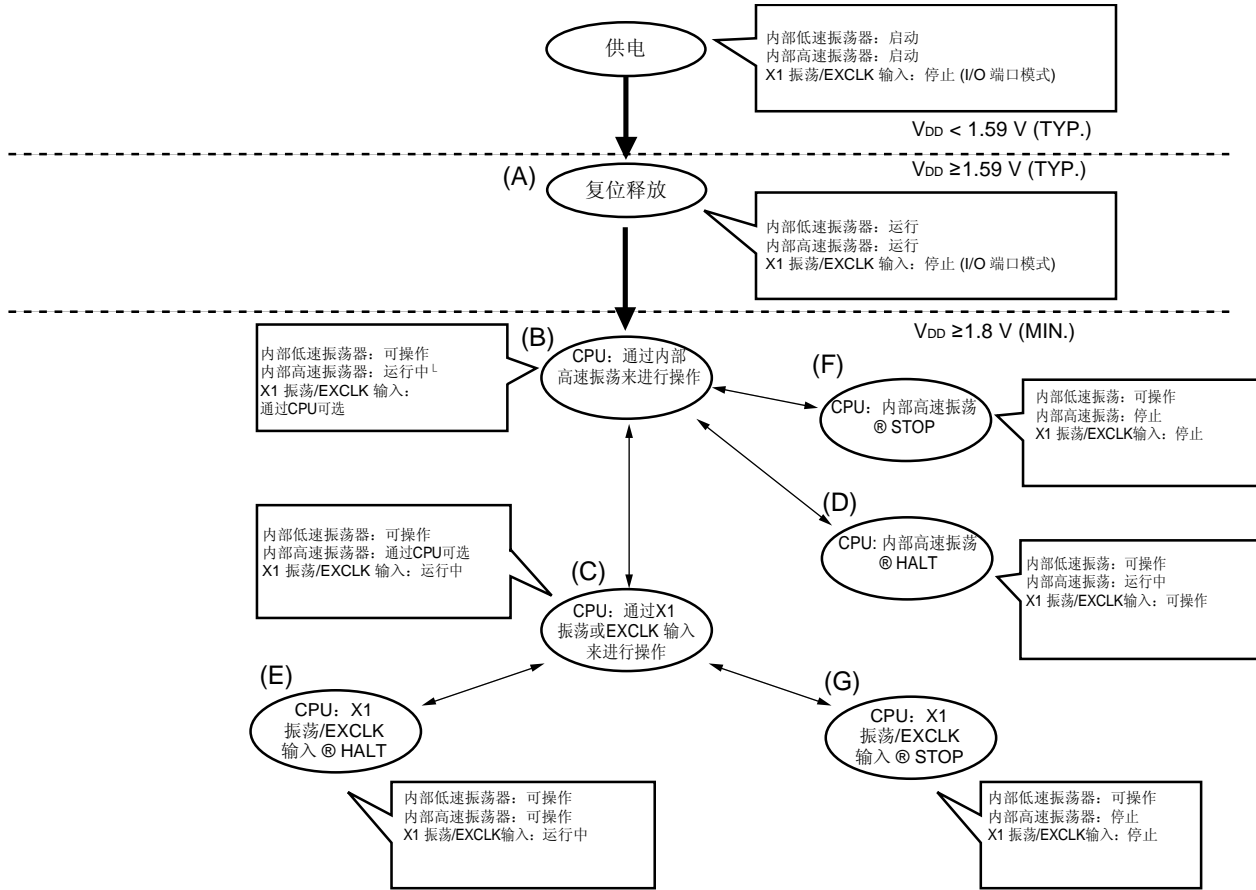 供电
内部低速振荡器：启动
内部高速振荡器：启动
X1 振荡/EXCLK 输入：停止 (I/O 端口模式)
VDD < 1.59 V (TYP.)
VDD ≥1.59 V (TYP.)
(A)
复位释放
内部低速振荡器：运行
内部高速振荡器：运行
X1 振荡/EXCLK 输入：停止 (I/O 端口模式)
VDD ≥1.8 V (MIN.)
(B)
内部低速振荡器：可操作
内部高速振荡器：运行中└
X1 振荡/EXCLK 输入：
通过CPU可选
CPU：通过内部
高速振荡来进行操作
(F)
CPU：内部高速振荡
® STOP
内部低速振荡：可操作
内部高速振荡：停止
X1 振荡/EXCLK输入：停止
(D)
CPU: 内部高速振荡
® HALT
内部低速振荡：可操作
内部高速振荡：运行中
X1 振荡/EXCLK输入：可操作
内部低速振荡器：可操作
内部高速振荡器：通过CPU可选
X1 振荡/EXCLK 输入：运行中
(C)
CPU：通过X1
振荡或EXCLK 输入
来进行操作
(E)
CPU：X1
振荡/EXCLK
输入 ® HALT
(G)
CPU：X1
振荡/EXCLK
输入 ® STOP
内部低速振荡器：可操作
内部高速振荡器：可操作
X1 振荡/EXCLK输入：运行中
内部低速振荡器：可操作
内部高速振荡器：停止
X1 振荡/EXCLK输入：停止